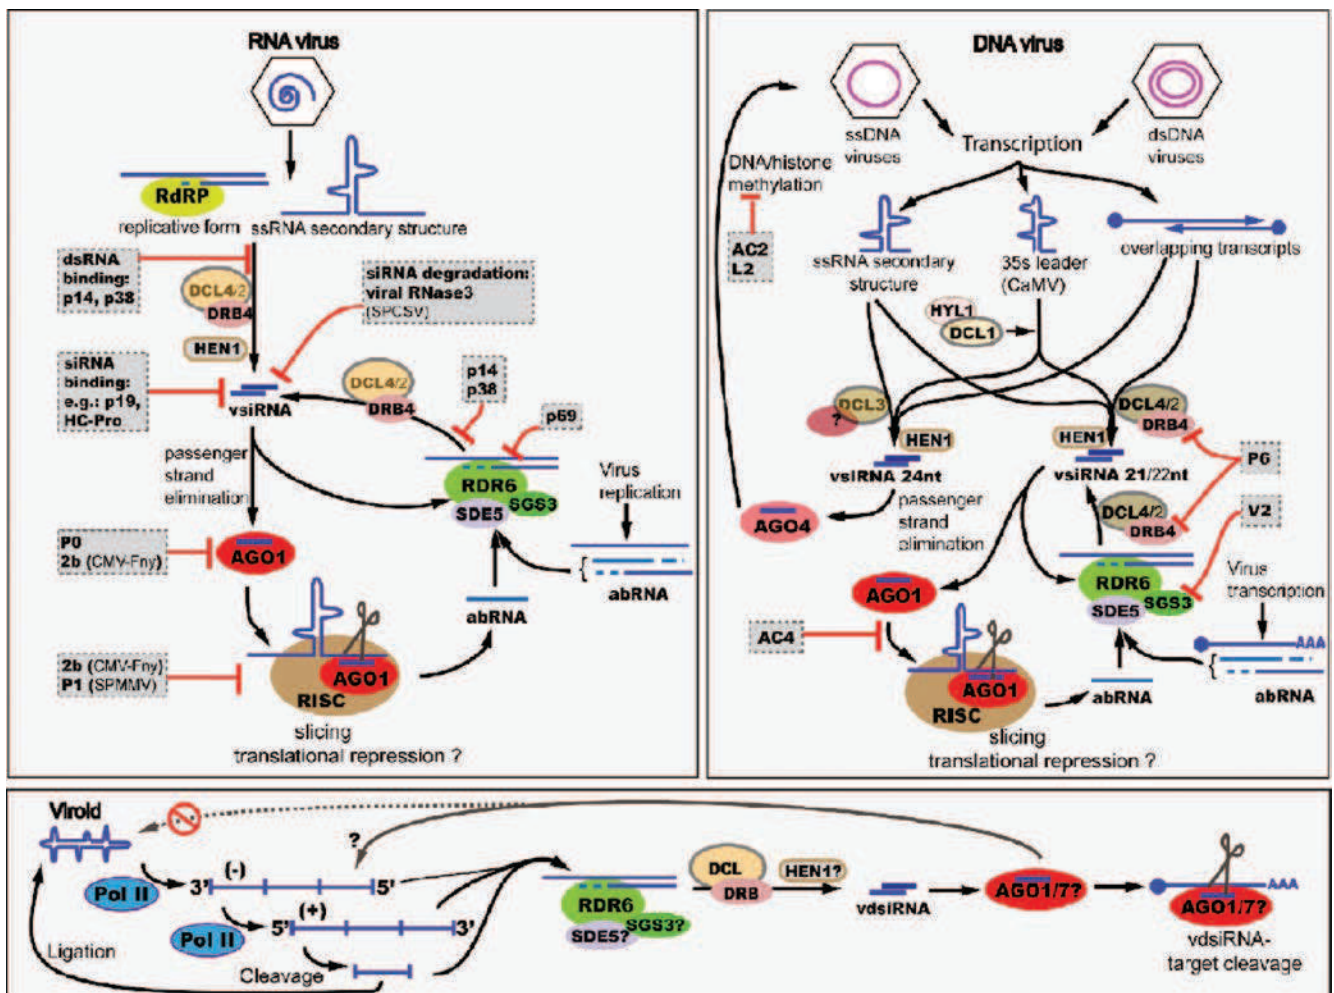 RNA virus
RdRP
replicative form
ssRNA secondary structure
dsRNA
binding:
p14, p38
DCL4/2
DRB4
HEN1
siRNA degradation:
viral RNase3
(SPCSV)
siRNA
binding:
e.g.: p19,
HC-Pro
vsiRNA
DCL4/2
DRB4
p14
p38
p69
passenger
strand
elimination
RDR6
SGS3
SDE5
Virus
replication
P0
2b (CMV-Fny)
AGO1
abRNA
abRNA
2b (CMV-Fny)
P1 (SPMMV)
AGO1
RISC
slicing
translational repression ?
DNA virus
ssDNA
viruses
dsDNA
viruses
Transcription
DNA/histone
methylation
AC2
L2
ssRNA secondary
structure
35s leader
(CaMV)
overlapping transcripts
HYL1
DCL1
DCL3
?
HEN1
vsiRNA 24nt
DCL4/2
DRB4
HEN1
vsiRNA 21/22nt
P6
V2
AGO4
passenger
strand
elimination
DCL4/2
DRB4
AGO1
RDR6
SGS3
SDE5
Virus
transcription
AAA
AC4
AGO1
RISC
abRNA
abRNA
slicing
translational repression ?
Viroid
?
Pol II
3' (-) 5'
Pol II
5' (+) 3'
Ligation
Cleavage
RDR6
SGS3?
SDE5?
DCL
DRB
HEN1?
vdsiRNA
AGO1/7?
AAA
AGO1/7?
vdsiRNA-
target cleavage